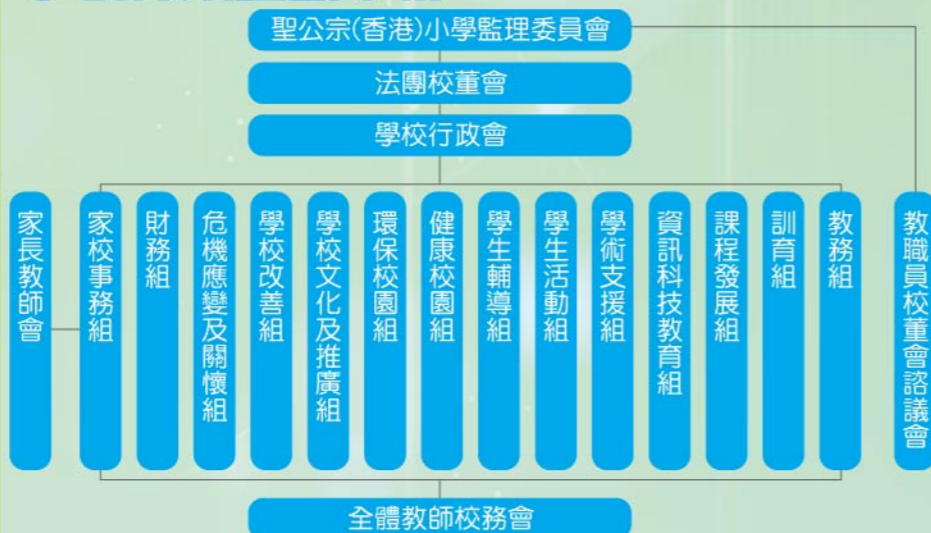 聖公宗(香港)小學監理委員會
法團校董會
學校行政會
家長教師會
家校事務組
財務組
危機應變及關懷組
學校改善組
學校文化及推廣組
環保校園組
健康校園組
學生輔導組
學生活動組
學術支援組
資訊科技教育組
課程發展組
訓育組
教務組
教職員校董會諮議會
全體教師校務會